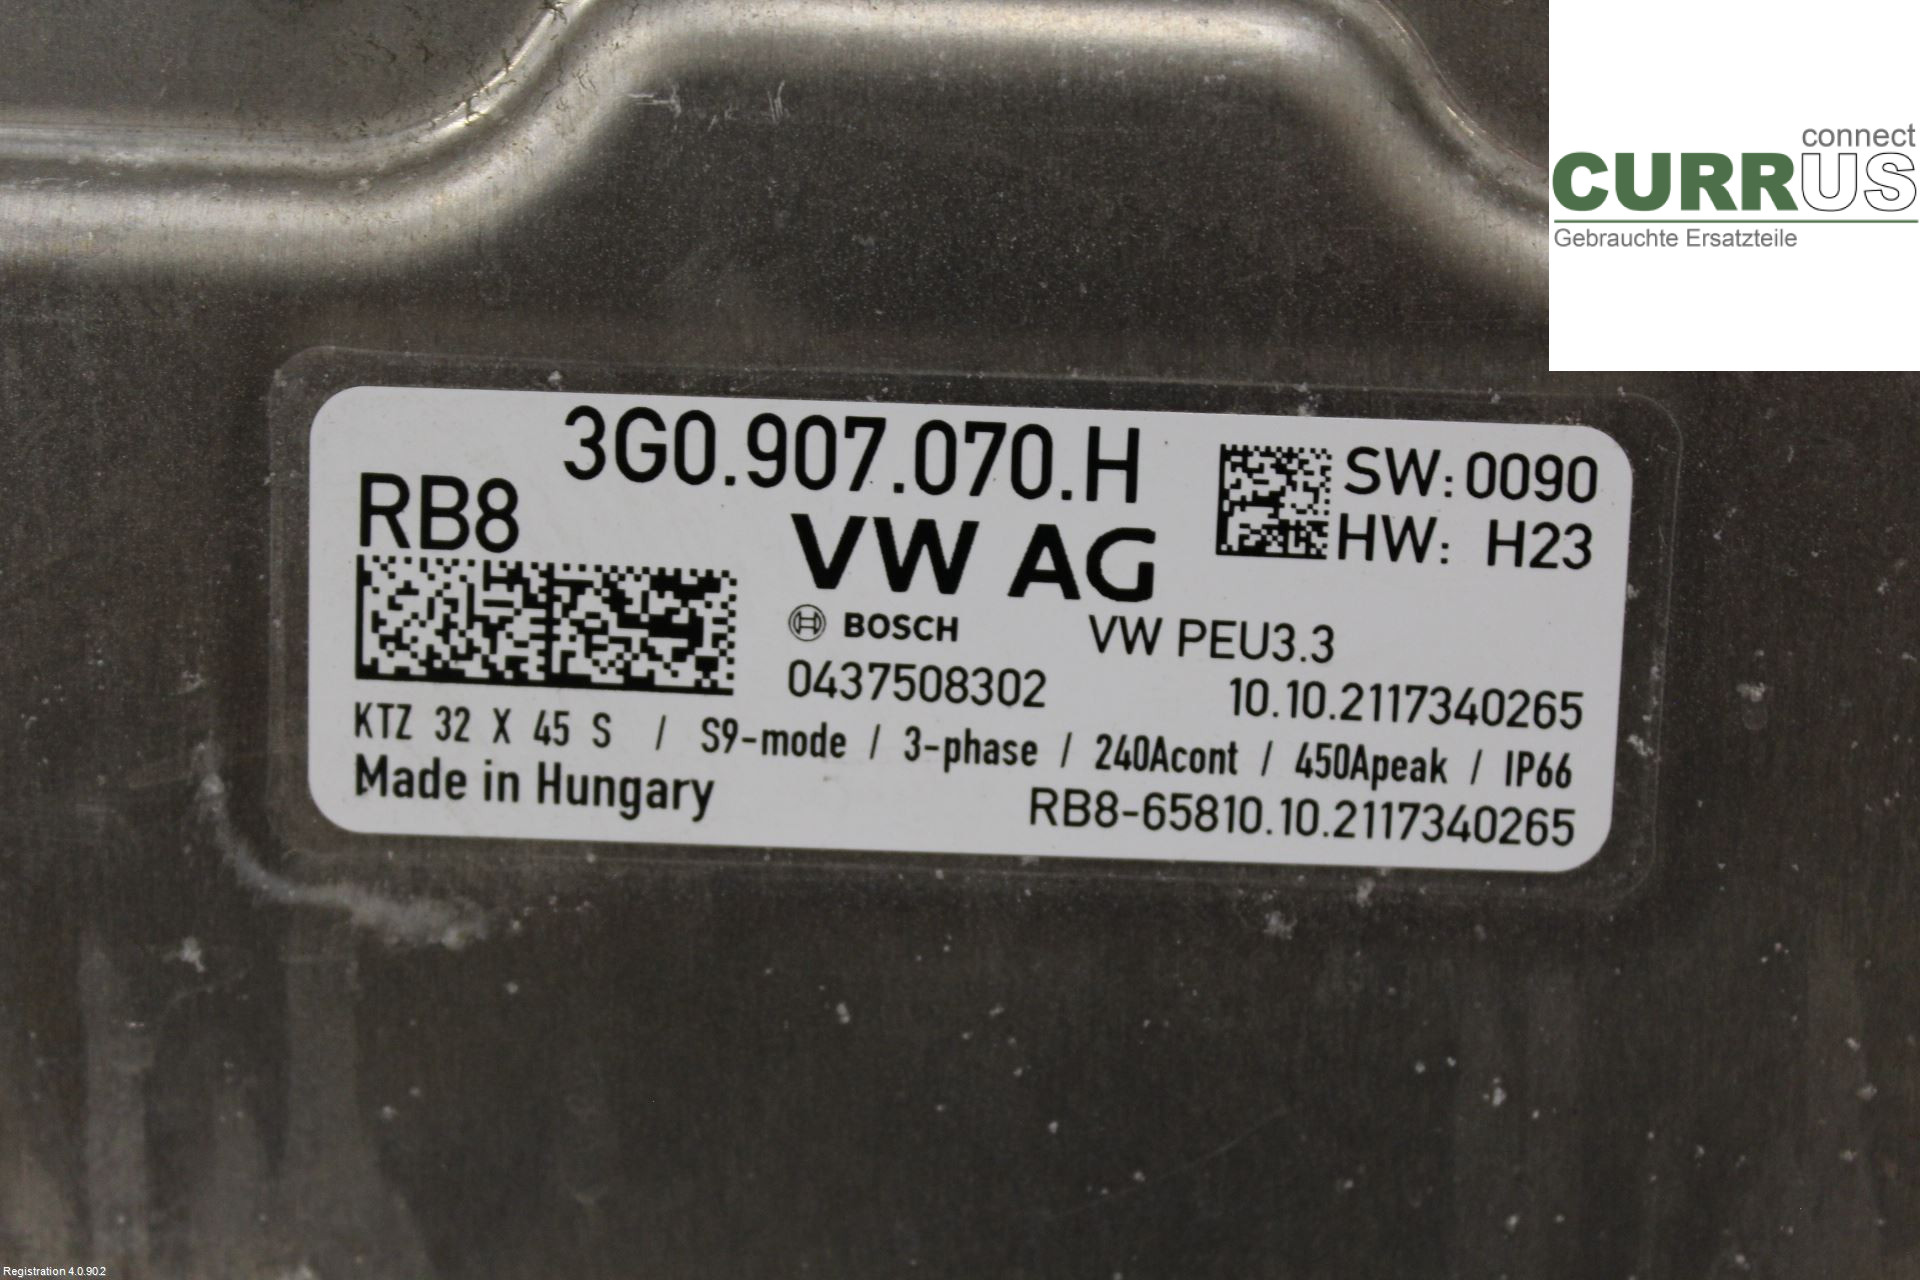 connect
CURRUS
Gebrauchte Ersatzteile
3G0.907.070.H
RB8
SW: 0090
HW: H23
VW AG
BOSCH VW PEU3.3
0437508302 10.10.2117340265
KTZ 32 X 45 S / S9-mode / 3-phase / 240Acont / 450Apeak / IP66
Made in Hungary
RB8-65810.10.2117340265
Registration 4.0.90.2